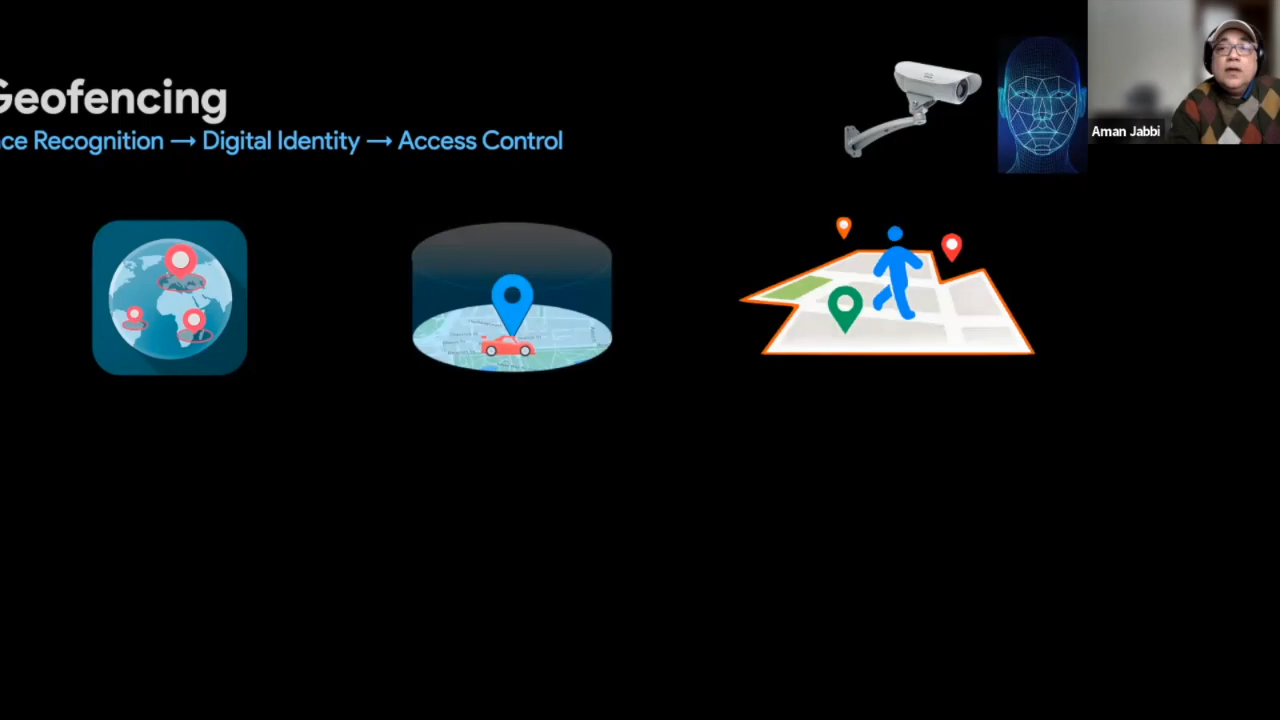 Geofencing
ce Recognition → Digital Identity → Access Control
Aman Jabbi